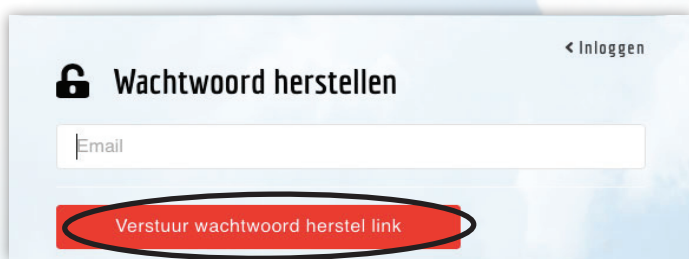 < Inloggen
Wachtwoord herstellen
Email
Verstuur wachtwoord herstel link